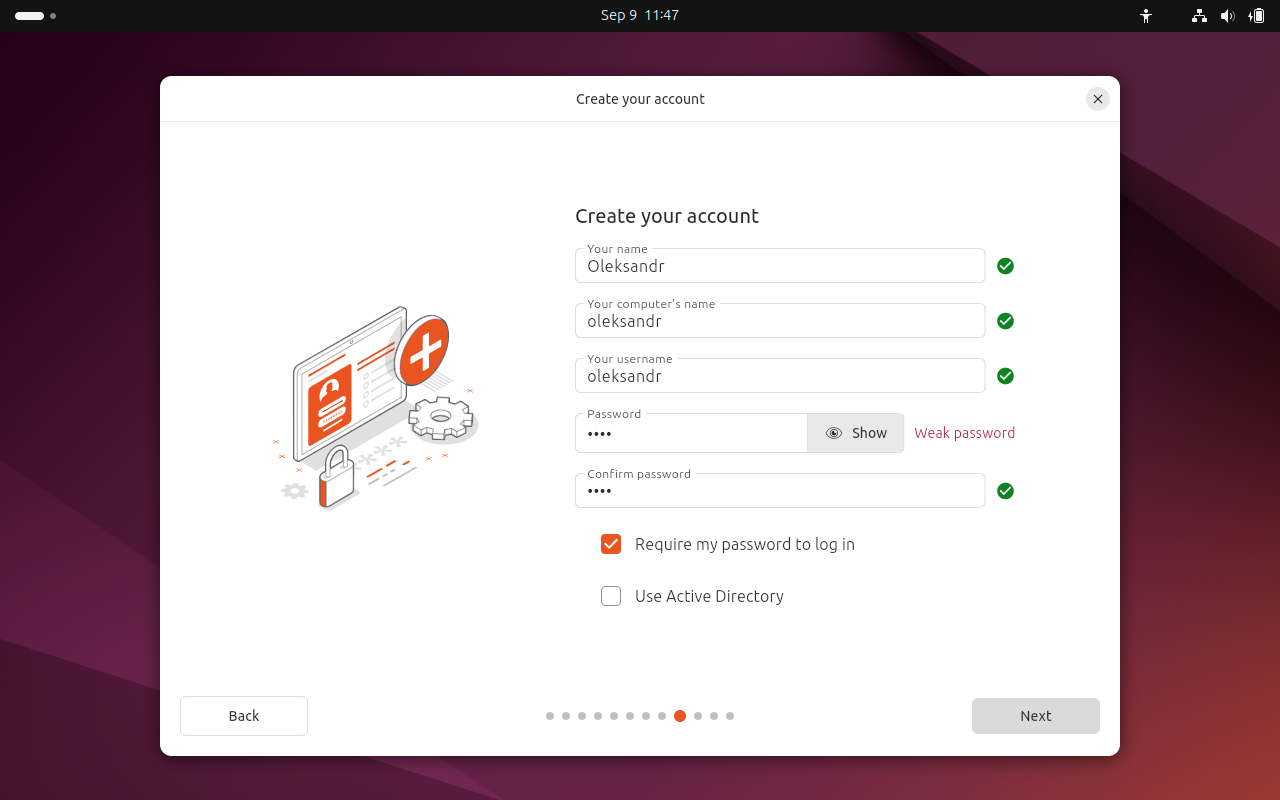 Sep 9 11:47
Create your account
Create your account
Your name
Oleksandr
Your computer's name
oleksandr
Your username
oleksandr
Password
••••
Show
Weak password
Confirm password
••••
Require my password to log in
Use Active Directory
Back
Next